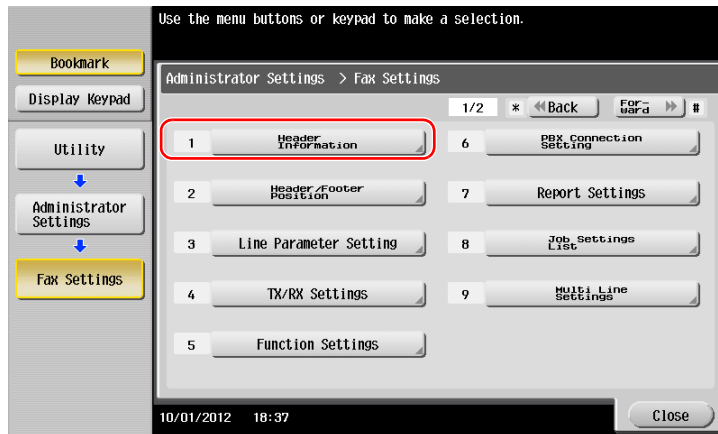 Use the menu buttons or keypad to make a selection.
Bookmark
Display Keypad
Utility
Administrator
Settings
Fax Settings
Administrator Settings > Fax Settings
1/2 * Back For-
ward #
1 Header
Information
2 Header/Footer
Position
3 Line Parameter Setting
4 TX/RX Settings
5 Function Settings
6 PBX Connection
Setting
7 Report Settings
8 Job Settings
List
9 Multi Line
Settings
10/01/2012 18:37
Close